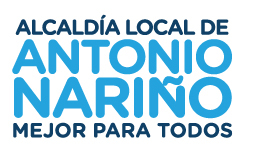 ALCALDÍA LOCAL DE
ANTONIO
NARIÑO
MEJOR PARA TODOS